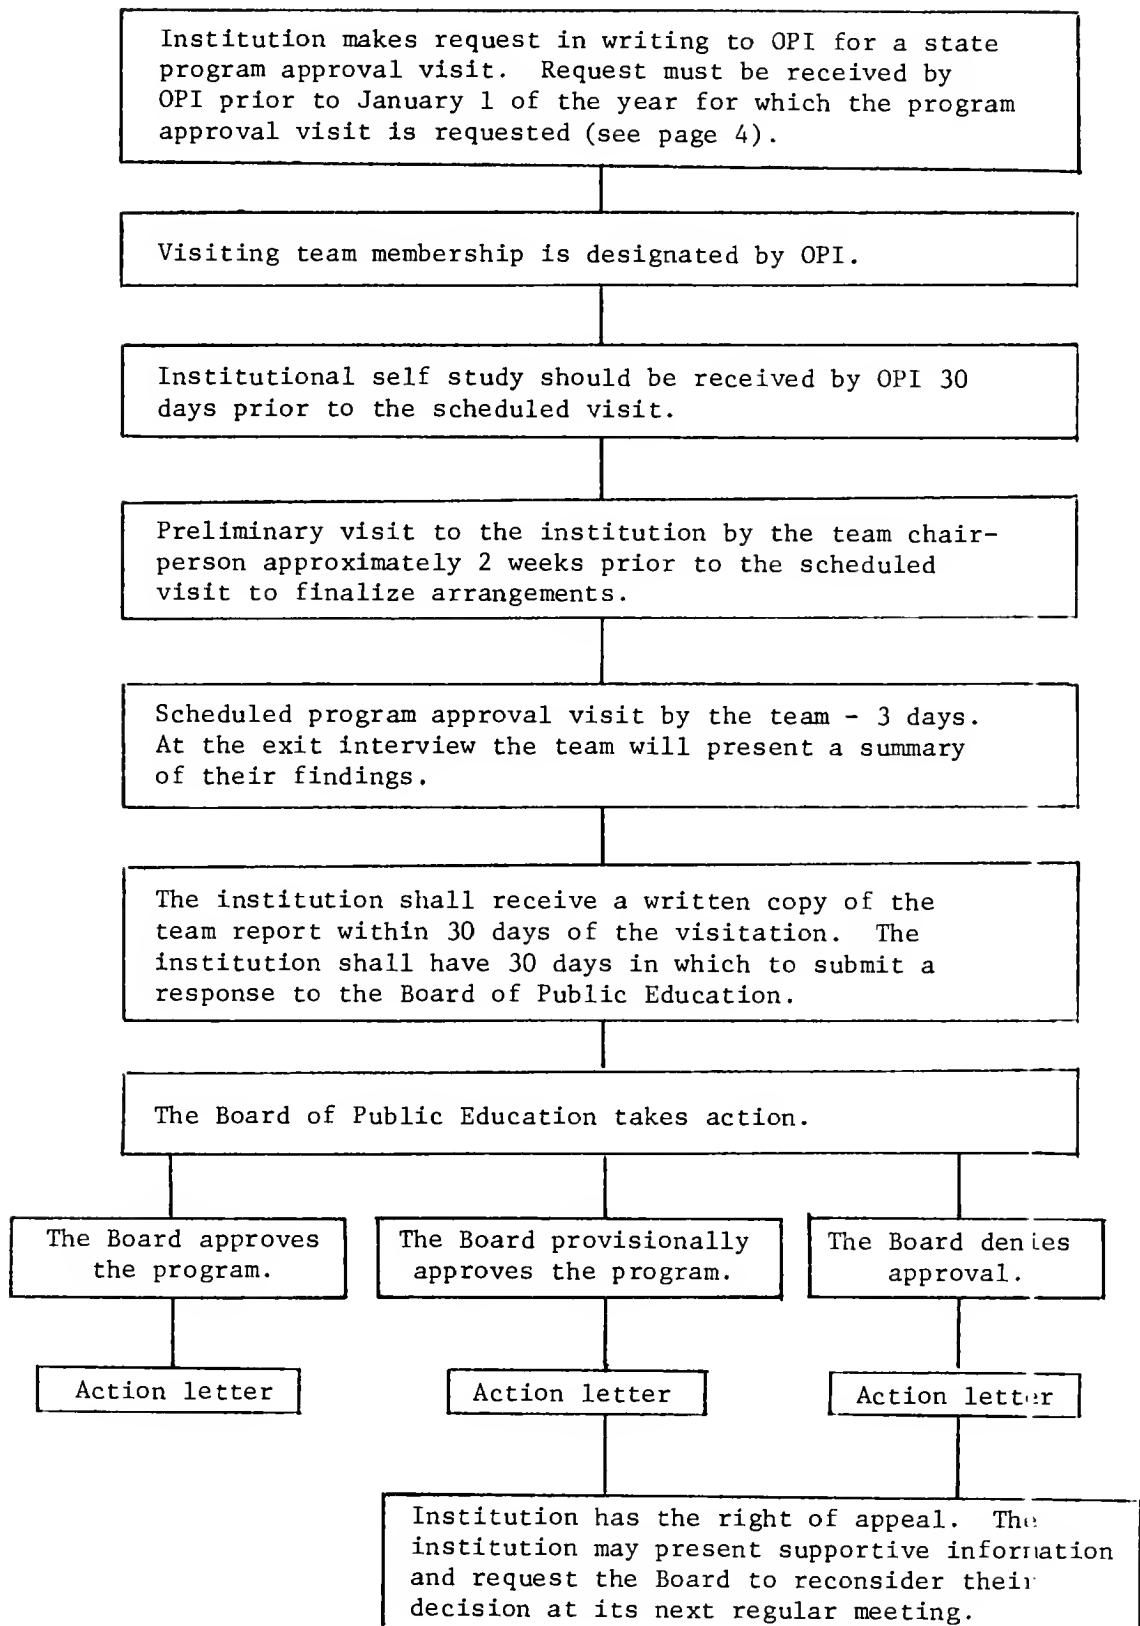 Institution makes request in writing to OPI for a state
program approval visit. Request must be received by
OPI prior to January 1 of the year for which the program
approval visit is requested (see page 4).
Visiting team membership is designated by OPI.
Institutional self study should be received by OPI 30
days prior to the scheduled visit.
Preliminary visit to the institution by the team chair-
person approximately 2 weeks prior to the scheduled
visit to finalize arrangements.
Scheduled program approval visit by the team - 3 days.
At the exit interview the team will present a summary
of their findings.
The institution shall receive a written copy of the
team report within 30 days of the visitation. The
institution shall have 30 days in which to submit a
response to the Board of Public Education.
The Board of Public Education takes action.
The Board approves
the program.
The Board provisionally
approves the program.
The Board denies
approval.
Action letter
Action letter
Action letter
Institution has the right of appeal. The
institution may present supportive information
and request the Board to reconsider their
decision at its next regular meeting.